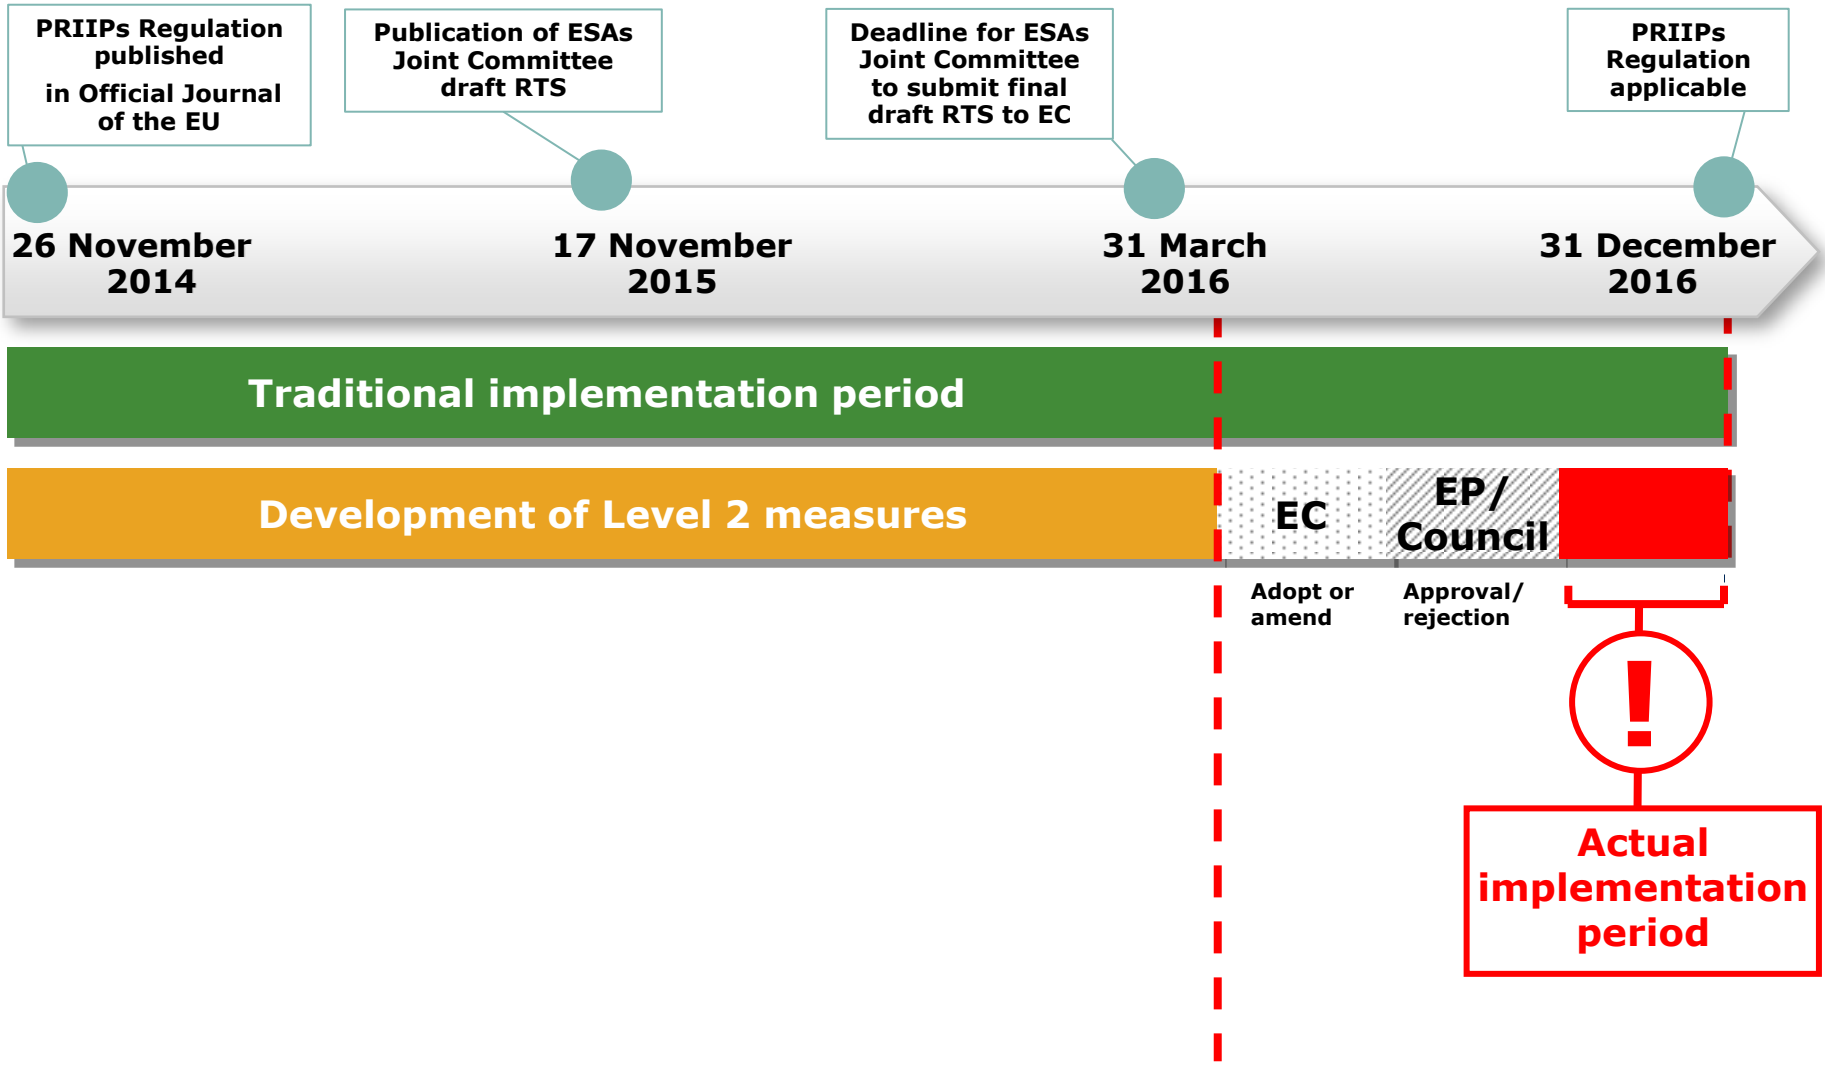 PRIIPs Regulation
published
in Official Journal
of the EU
Publication of ESAs
Joint Committee
draft RTS
Deadline for ESAs
Joint Committee
to submit final
draft RTS to EC
PRIIPs
Regulation
applicable
26 November
2014
17 November
2015
31 March
2016
31 December
2016
Traditional implementation period
Development of Level 2 measures
EC
EP/
Council
Adopt or
amend
Approval/
rejection
!
Actual
implementation
period